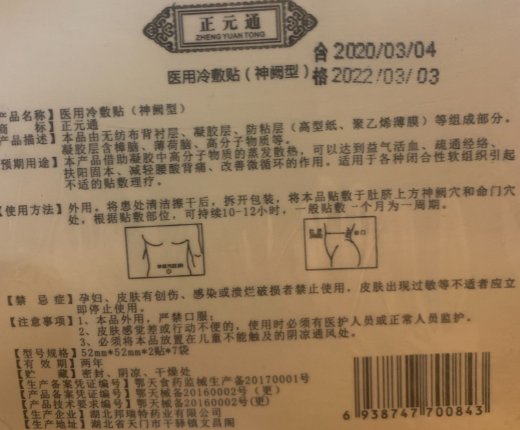 正元通
ZHENG YUAN TONG
合 2020/03/04
医用冷敷贴（神阙型）
格 2022/03/03
产品名称】医用冷敷贴（神阙型）
商 标】正元通
产品描述】本品由无纺布背衬层、凝胶层、防粘层（高型纸、聚乙烯薄膜）等组成部分。
凝胶层含樟脑、薄荷脑、高分子物质等。
预期用途】本产品借助凝胶中高分子物质的蒸发散热，可以达到益气活血、疏通经络、
扶阳固本、减轻腰酸背痛、改善微循环的作用。适用于各种闭合性软组织引起
不适的贴敷理疗。
【使用方法】外用。将患处清洁擦干后，拆开包装，将本品贴敷于肚脐上方神阙穴和命门穴
处，根据贴敷部位，可持续10-12小时，一般贴敷一个月为一周期。
【禁 忌 症】孕妇、皮肤有创伤、感染或溃烂破损者禁止使用。皮肤出现过敏等不适者应立
即停止使用。
【注意事项】1、本品外用，严禁口服；
2、皮肤感觉差或行动不便的，使用时必须有医护人员或正常人员监护。
3、必须将本品放置在儿童不能触及的阴凉通风处。
【型号规格】52mm*52mm*2贴*7袋
【有 效 期】两年
【贮 藏】密封、阴凉、干燥处
【生产备案凭证编号】鄂天食药监械生产备20170001号
【产品备案凭证编号】鄂天械备20160002号（更）
【产品技术要求编号】鄂天械备20160002号(更)
【生产企业】湖北邦瑞特药业有限公司
【生产地址】湖北省天门市干驿镇文昌阁
6 938747 700843